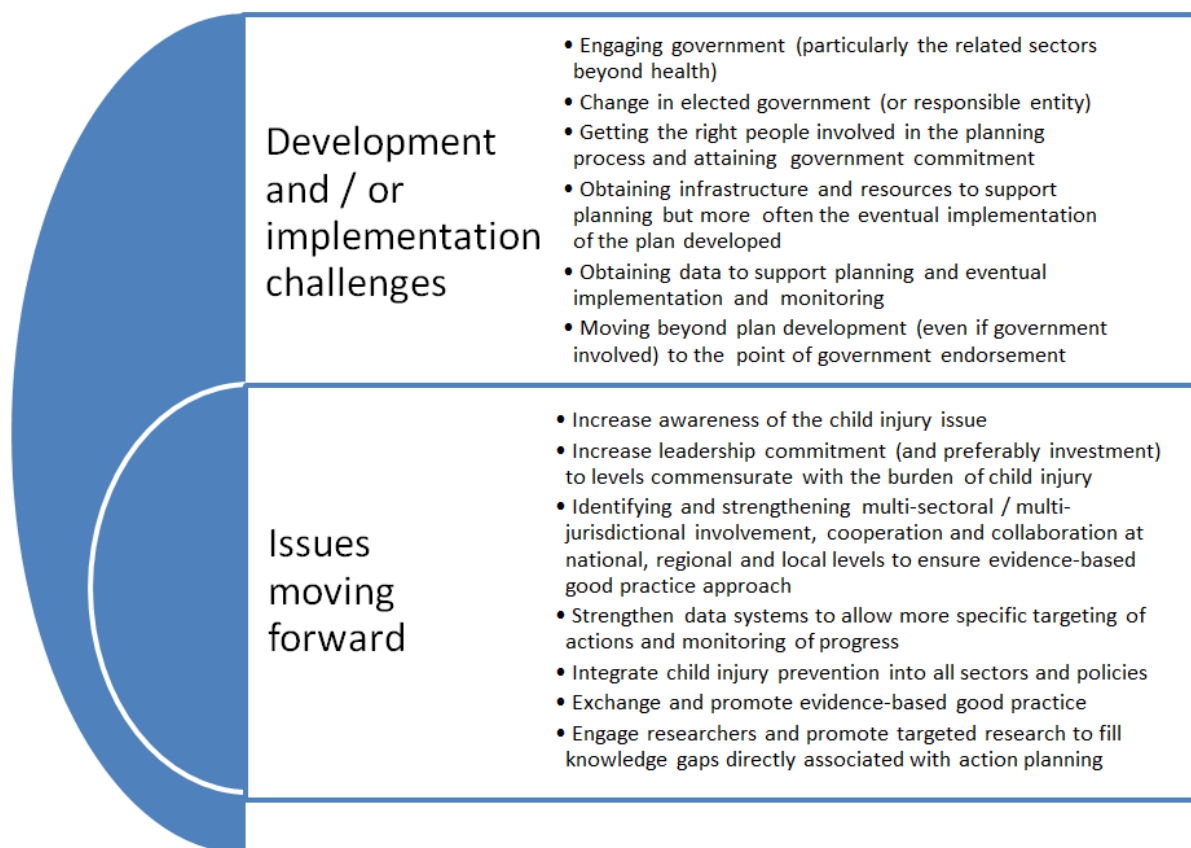 Development
and / or
implementation
challenges
• Engaging government (particularly the related sectors
beyond health)
• Change in elected government (or responsible entity)
• Getting the right people involved in the planning
process and attaining government commitment
• Obtaining infrastructure and resources to support
planning but more often the eventual implementation
of the plan developed
• Obtaining data to support planning and eventual
implementation and monitoring
• Moving beyond plan development (even if government
involved) to the point of government endorsement
Issues
moving
forward
• Increase awareness of the child injury issue
• Increase leadership commitment (and preferably investment)
to levels commensurate with the burden of child injury
• Identifying and strengthening multi-sectoral / multi-
jurisdictional involvement, cooperation and collaboration at
national, regional and local levels to ensure evidence-based
good practice approach
• Strengthen data systems to allow more specific targeting of
actions and monitoring of progress
• Integrate child injury prevention into all sectors and policies
• Exchange and promote evidence-based good practice
• Engage researchers and promote targeted research to fill
knowledge gaps directly associated with action planning